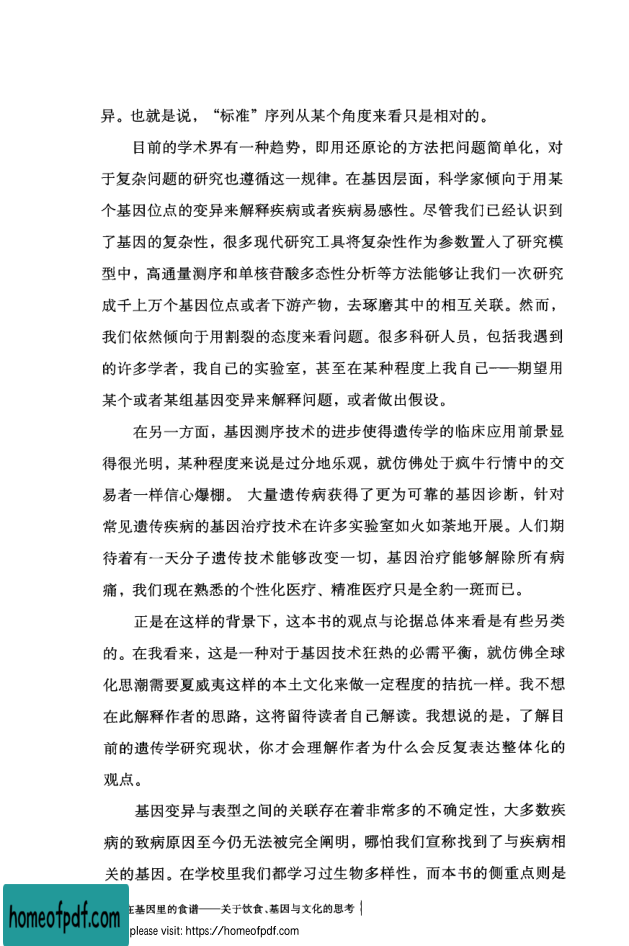 异。也就是说，“标准”序列从某个角度来看只是相对的。
目前的学术界有一种趋势，即用还原论的方法把问题简单化，对
于复杂问题的研究也遵循这一规律。在基因层面，科学家倾向于用某
个基因位点的变异来解释疾病或者疾病易感性。尽管我们已经认识到
了基因的复杂性，很多现代研究工具将复杂性作为参数置入了研究模
型中，高通量测序和单核苷酸多态性分析等方法能够让我们一次研究
成千上万个基因位点或者下游产物，去琢磨其中的相互关联。然而，
我们依然倾向于用割裂的态度来看问题。很多科研人员，包括我遇到
的许多学者，我自己的实验室，甚至在某种程度上我自己——期望用
某个或者某组基因变异来解释问题，或者做出假设。
在另一方面，基因测序技术的进步使得遗传学的临床应用前景显
得很光明，某种程度来说是过分地乐观，就仿佛处于疯牛行情中的交
易者一样信心爆棚。 大量遗传病获得了更为可靠的基因诊断，针对
常见遗传疾病的基因治疗技术在许多实验室如火如荼地开展。人们期
待着有一天分子遗传技术能够改变一切，基因治疗能够解除所有病
痛，我们现在熟悉的个性化医疗、精准医疗只是全豹一斑而已。
正是在这样的背景下，这本书的观点与论据总体来看是有些另类
的。在我看来，这是一种对于基因技术狂热的必需平衡，就仿佛全球
化思潮需要夏威夷这样的本土文化来做一定程度的拮抗一样。我不想
在此解释作者的思路，这将留待读者自己解读。我想说的是，了解目
前的遗传学研究现状，你才会理解作者为什么会反复表达整体化的
观点。
基因变异与表型之间的关联存在着非常多的不确定性，大多数疾
病的致病原因至今仍无法被完全阐明，哪怕我们宣称找到了与疾病相
关的基因。在学校里我们都学习过生物多样性，而本书的侧重点则是
在基因里的食谱——关于饮食、基因与文化的思考
homeofpdf.com
please visit: https://homeofpdf.com